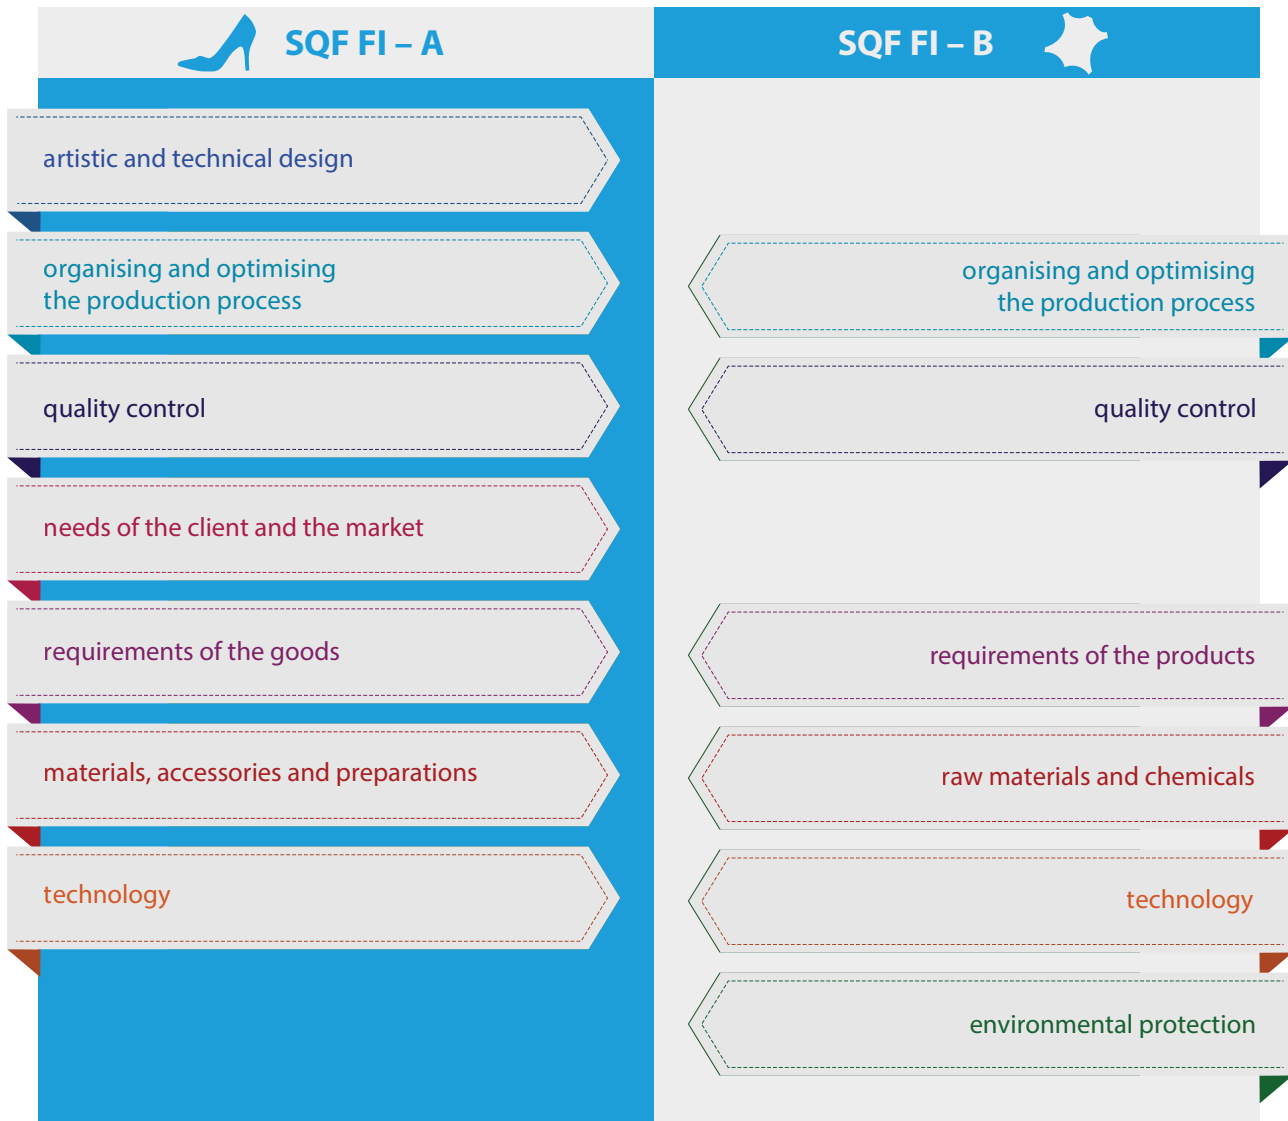 SQF FI – A
SQF FI – B
artistic and technical design
organising and optimising
the production process
organising and optimising
the production process
quality control
quality control
needs of the client and the market
requirements of the goods
requirements of the products
materials, accessories and preparations
raw materials and chemicals
technology
technology
environmental protection